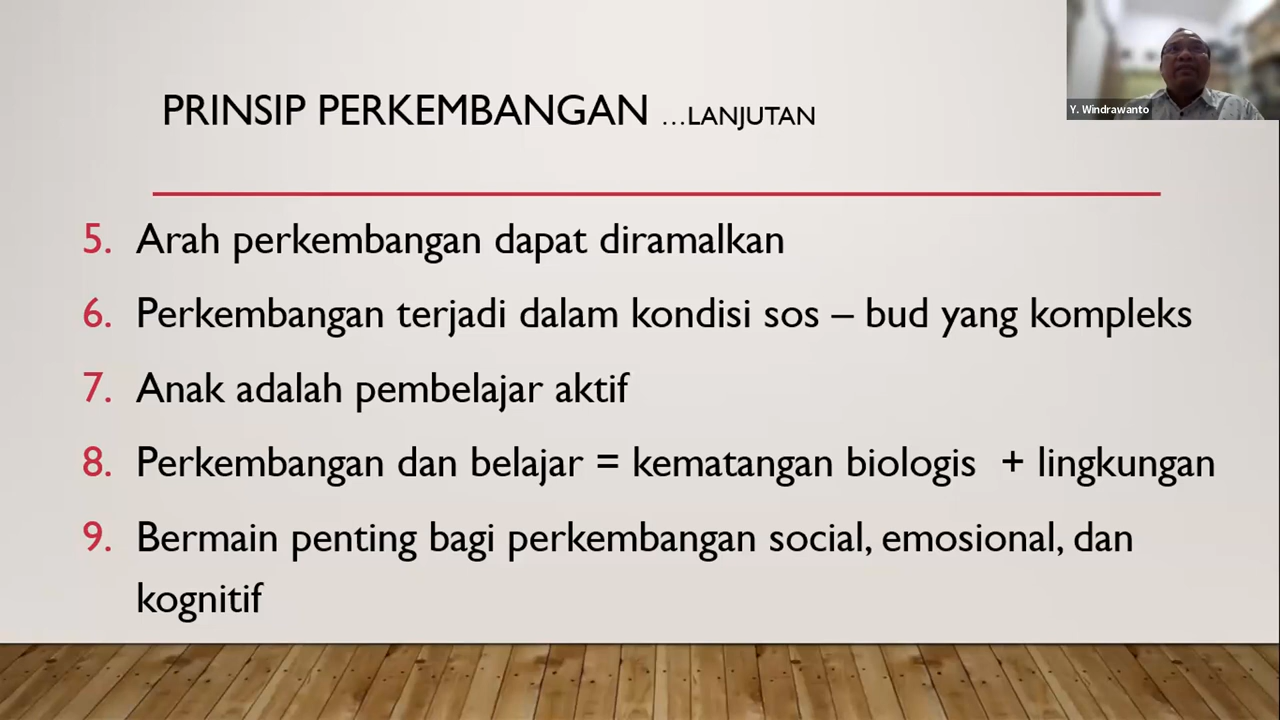 PRINSIP PERKEMBANGAN ...LANJUTAN
Y. Windrawanto
5. Arah perkembangan dapat diramalkan
6. Perkembangan terjadi dalam kondisi sos – bud yang kompleks
7. Anak adalah pembelajar aktif
8. Perkembangan dan belajar = kematangan biologis + lingkungan
9. Bermain penting bagi perkembangan social, emosional, dan
kognitif